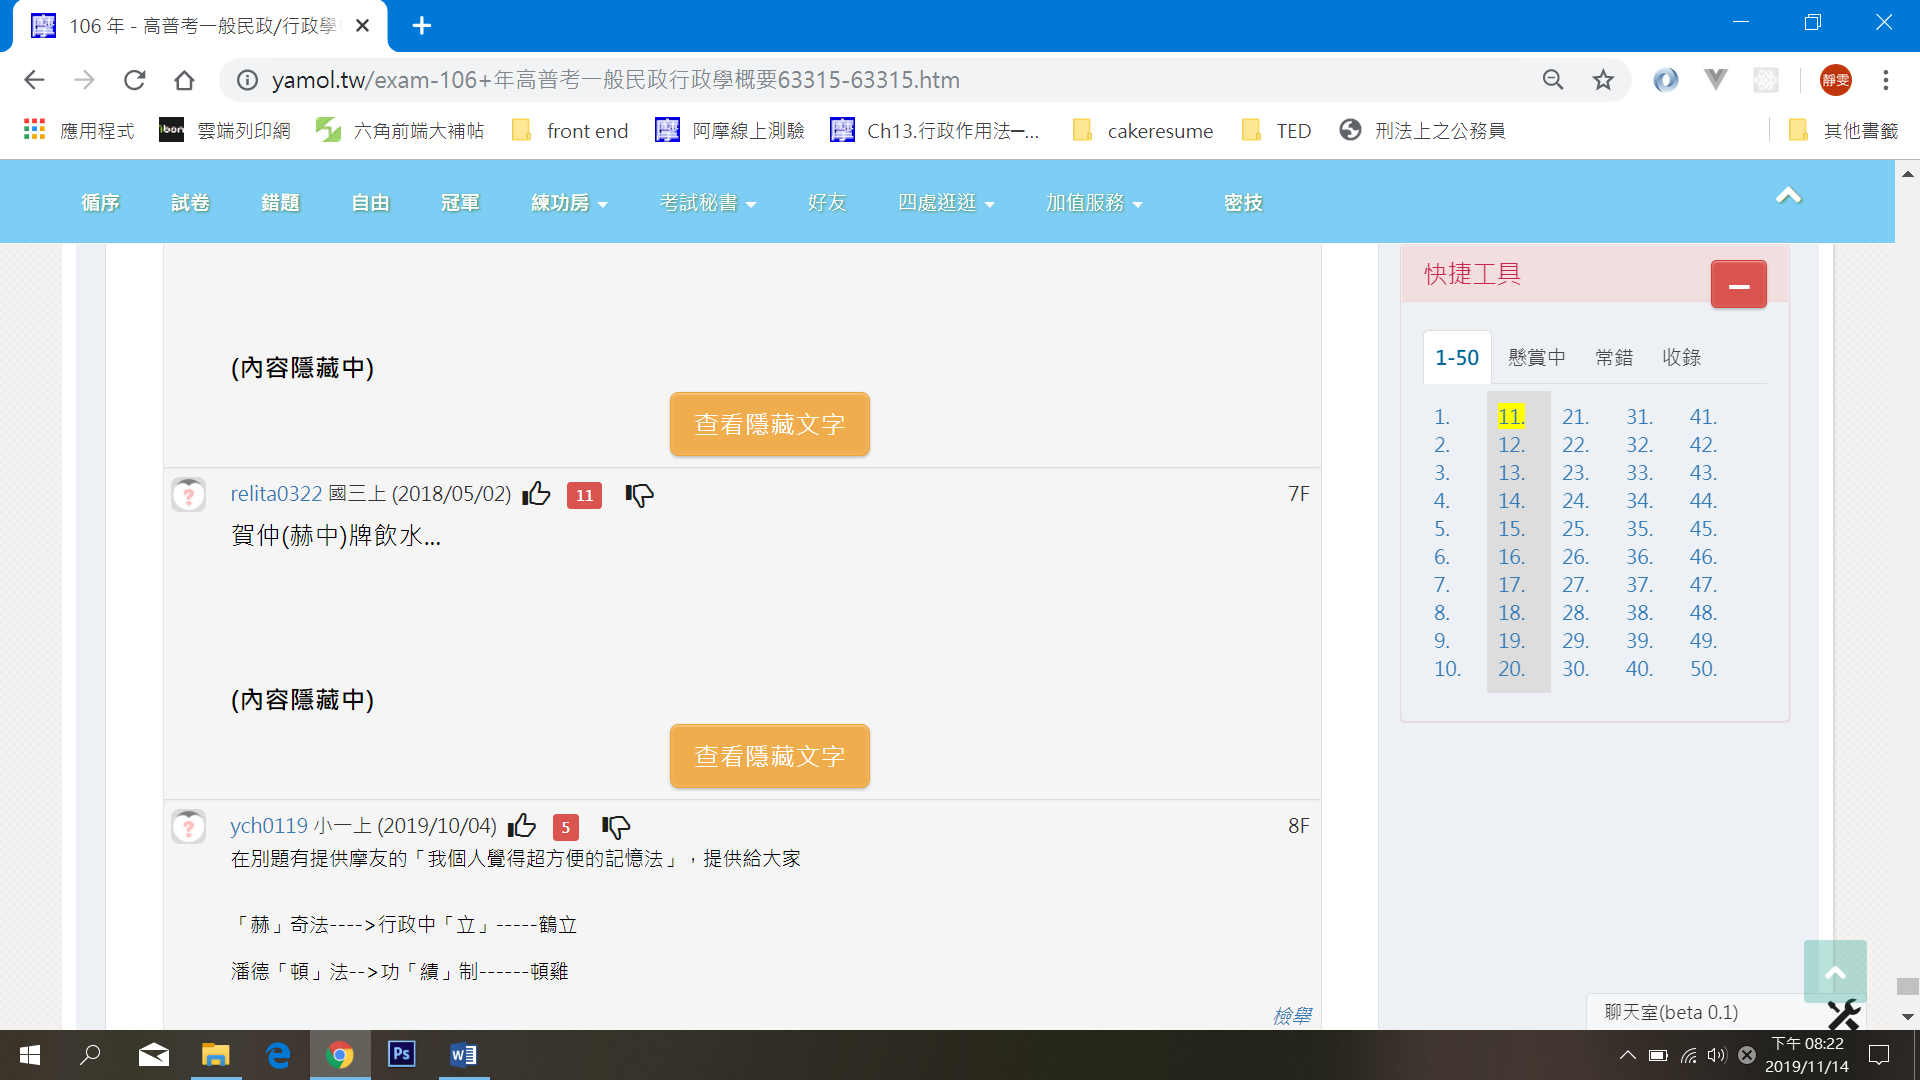 106 年 - 高普考一般民政/行政學
yamol.tw/exam-106+年高普考一般民政行政學概要63315-63315.htm
靜雯
應用程式
ibon
雲端列印網
六角前端大補帖
front end
摩
阿摩線上測驗
摩
Ch13.行政作用法─...
cakeresume
TED
刑法上之公務員
其他書籤
循序
試卷
錯題
自由
冠軍
練功房
考試秘書
好友
四處逛逛
加值服務
密技
(內容隱藏中)
查看隱藏文字
relita0322 國三上 (2018/05/02) 11
7F
賀仲(赫中)牌飲水...
(內容隱藏中)
查看隱藏文字
ych0119 小一上 (2019/10/04) 5
8F
在別題有提供摩友的「我個人覺得超方便的記憶法」，提供給大家
「赫」奇法---->行政中「立」-----鶴立
潘德「頓」法-->功「績」制------頓雞
檢舉
快捷工具
1-50 懸賞中 常錯 收錄
1. 11. 21. 31. 41.
2. 12. 22. 32. 42.
3. 13. 23. 33. 43.
4. 14. 24. 34. 44.
5. 15. 25. 35. 45.
6. 16. 26. 36. 46.
7. 17. 27. 37. 47.
8. 18. 28. 38. 48.
9. 19. 29. 39. 49.
10. 20. 30. 40. 50.
聊天室(beta 0.1)
Ps
下午 08:22
2019/11/14